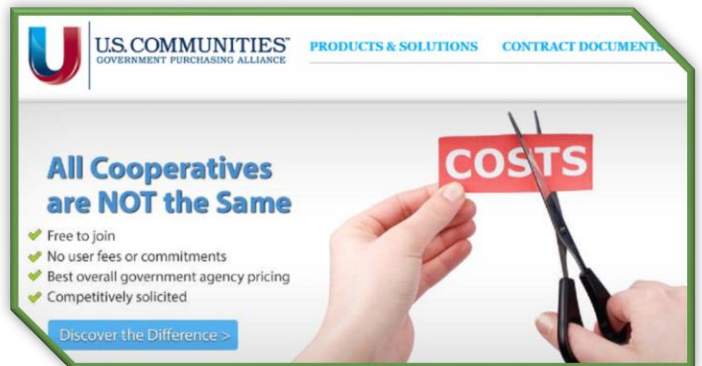 U.S. COMMUNITIES™
GOVERNMENT PURCHASING ALLIANCE
PRODUCTS & SOLUTIONS CONTRACT DOCUMENTS
COSTS
All Cooperatives
are NOT the Same
Free to join
No user fees or commitments
Best overall government agency pricing
Competitively solicited
Discover the Difference >